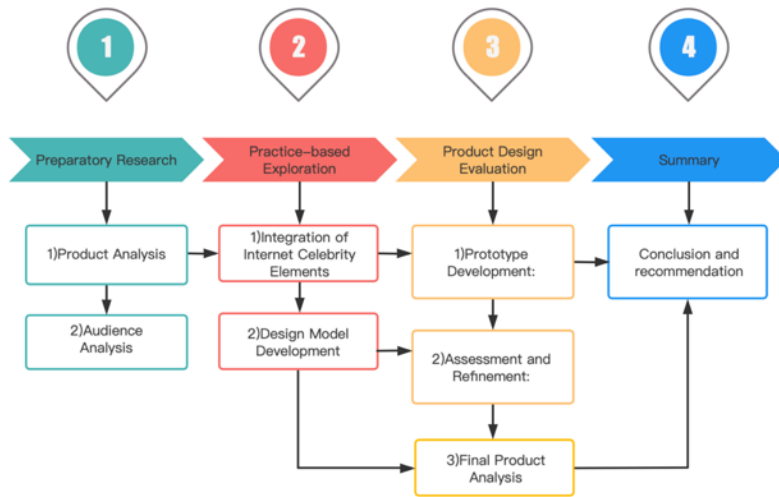 1
2
3
4
Preparatory Research
Practice-based
Exploration
Product Design
Evaluation
Summary
1)Product Analysis
2)Audience
Analysis
1)Integration of
Internet Celebrity
Elements
2)Design Model
Development
1)Prototype
Development:
2)Assessment and
Refinement:
3)Final Product
Analysis
Conclusion and
recommendation